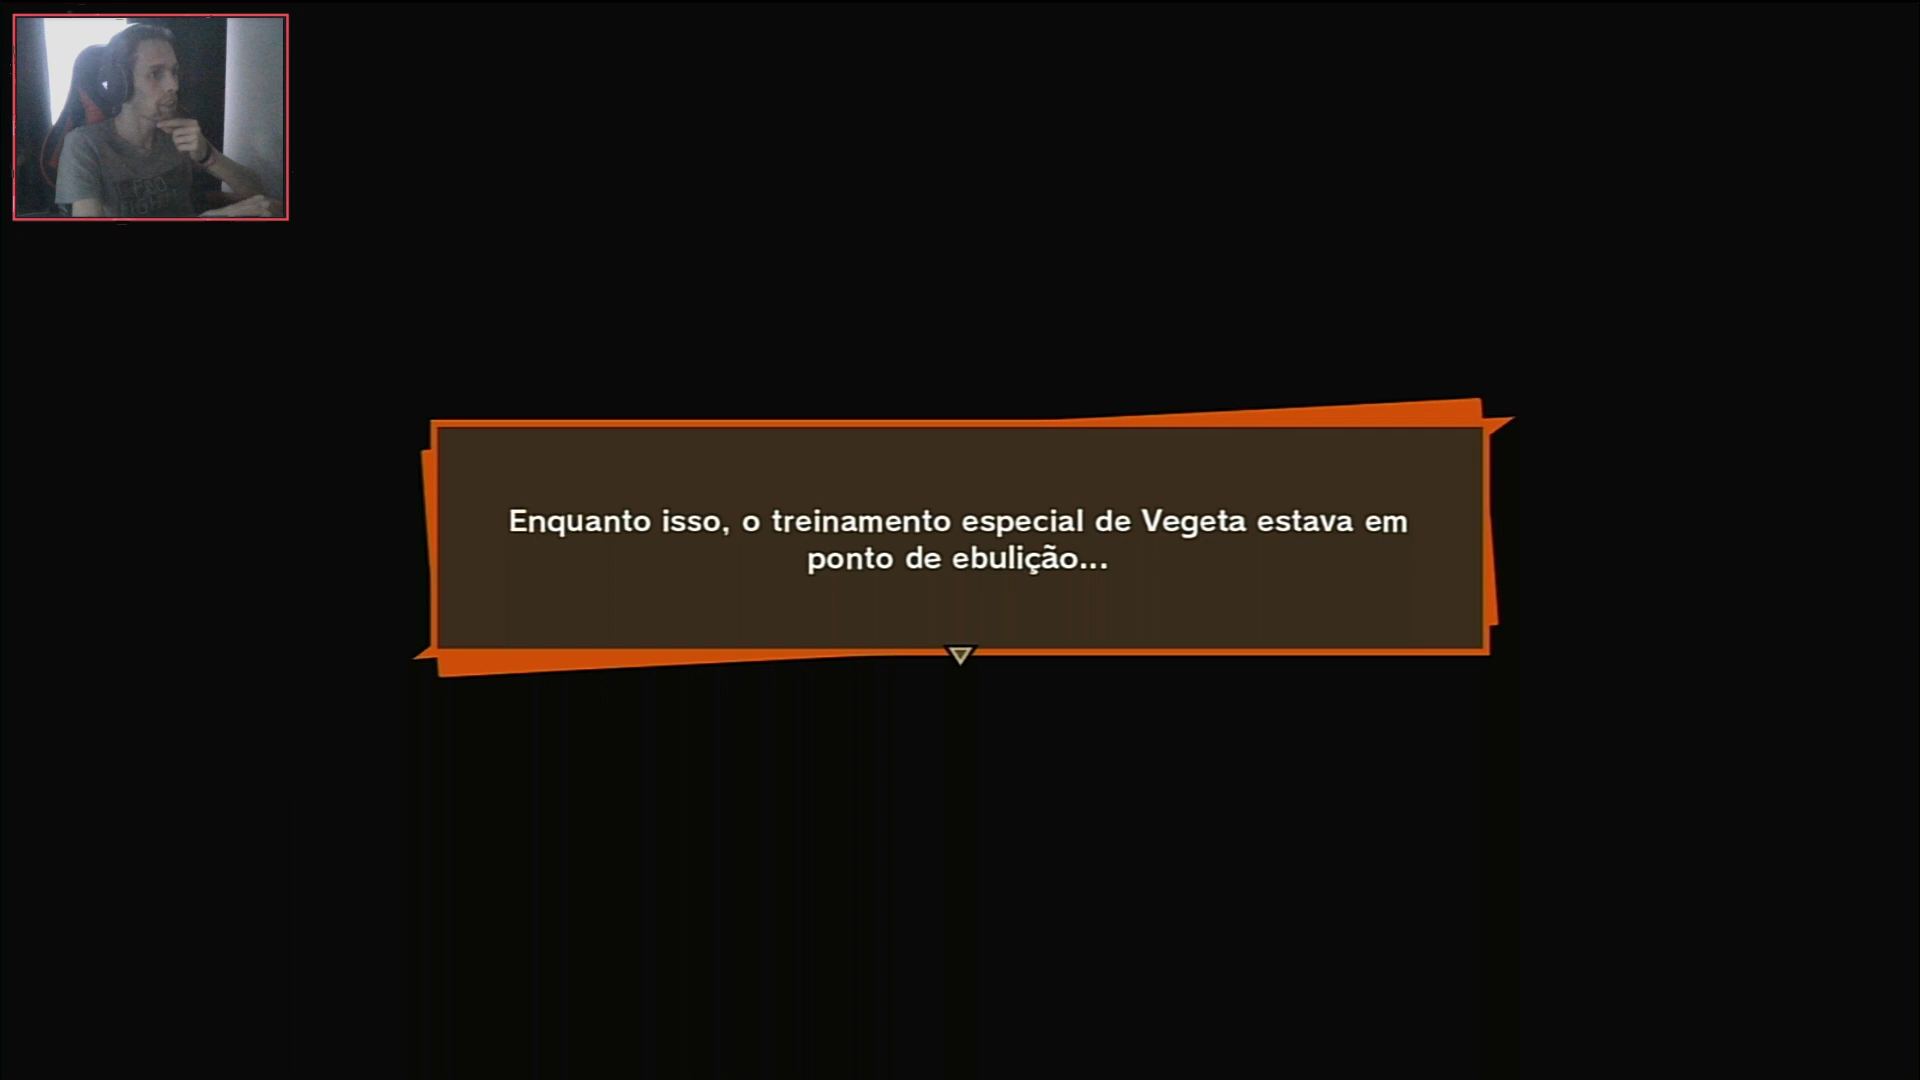 Enquanto isso, o treinamento especial de Vegeta estava em
ponto de ebulição...